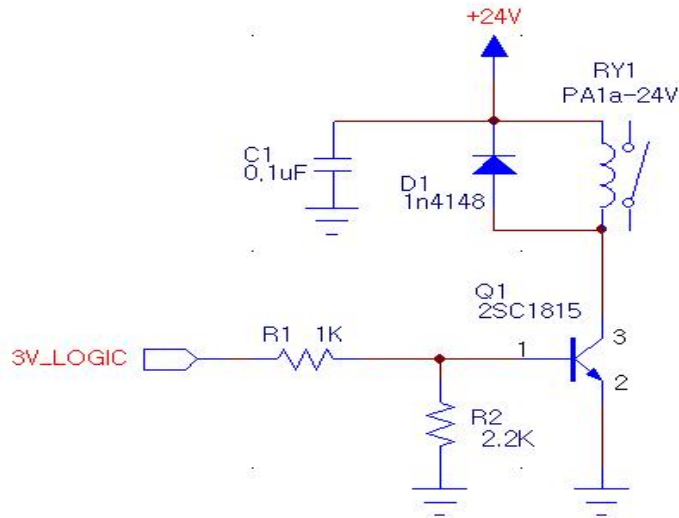 +24V
RY1
PA1a-24V
C1
0.1uF
D1
1n4148
Q1
2SC1815
R1 1K
3V_LOGIC
1
3
2
R2
2.2K